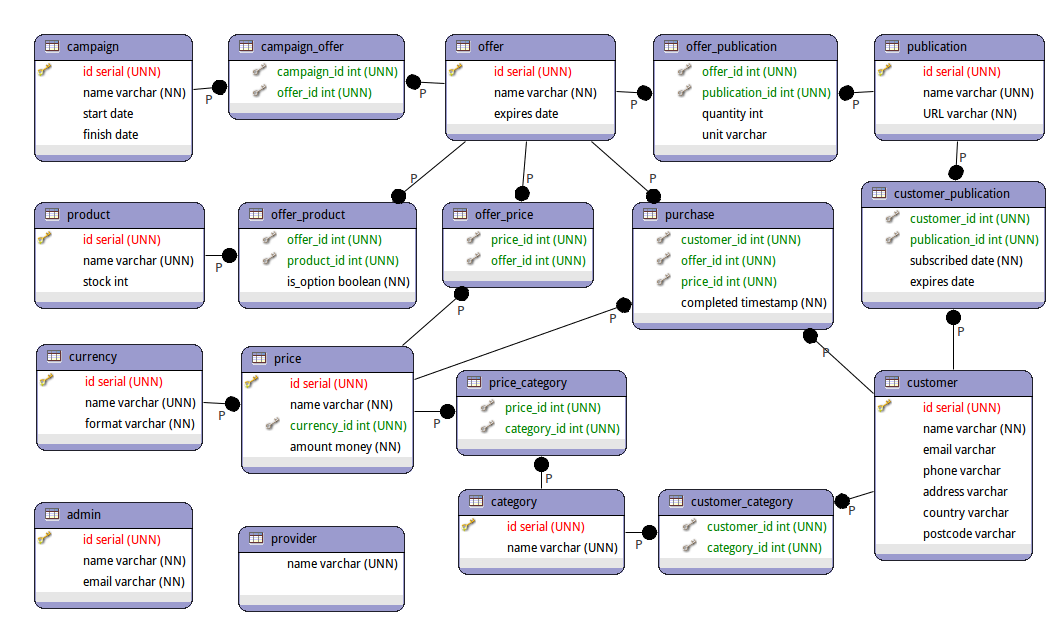 campaign
id serial (UNN)
name varchar (NN)
start date
finish date
P
campaign_offer
campaign_id int (UNN)
offer_id int (UNN)
P
offer
id serial (UNN)
name varchar (NN)
expires date
P
offer_publication
offer_id int (UNN)
publication_id int (UNN)
quantity int
unit varchar
P
publication
id serial (UNN)
name varchar (UNN)
URL varchar (NN)
P
P
P
P
product
id serial (UNN)
name varchar (UNN)
stock int
P
offer_product
offer_id int (UNN)
product_id int (UNN)
is_option boolean (NN)
offer_price
price_id int (UNN)
offer_id int (UNN)
P
purchase
customer_id int (UNN)
offer_id int (UNN)
price_id int (UNN)
completed timestamp (NN)
P
P
customer_publication
customer_id int (UNN)
publication_id int (UNN)
subscribed date (NN)
expires date
P
currency
id serial (UNN)
name varchar (UNN)
format varchar (NN)
P
price
id serial (UNN)
name varchar (NN)
currency_id int (UNN)
amount money (NN)
P
price_category
price_id int (UNN)
category_id int (UNN)
P
customer
id serial (UNN)
name varchar (NN)
email varchar
phone varchar
address varchar
country varchar
postcode varchar
admin
id serial (UNN)
name varchar (NN)
email varchar (NN)
provider
name varchar (UNN)
category
id serial (UNN)
name varchar (UNN)
P
customer_category
customer_id int (UNN)
category_id int (UNN)
P